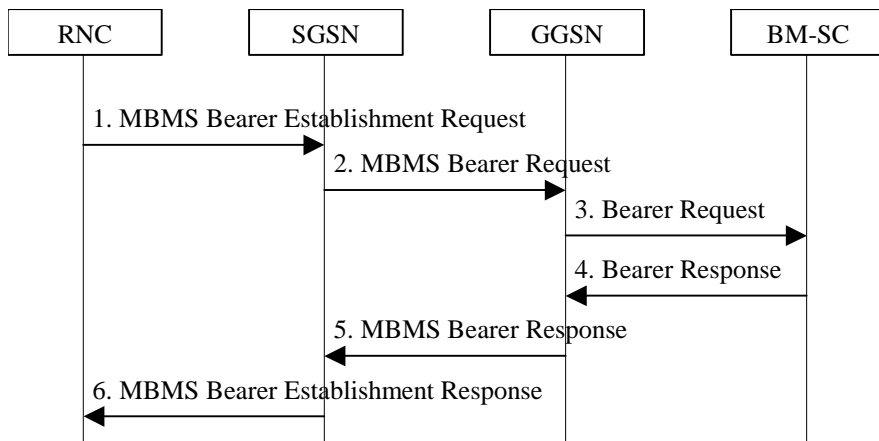 RNC
SGSN
GGSN
BM-SC
1. MBMS Bearer Establishment Request
2. MBMS Bearer Request
3. Bearer Request
4. Bearer Response
5. MBMS Bearer Response
6. MBMS Bearer Establishment Response